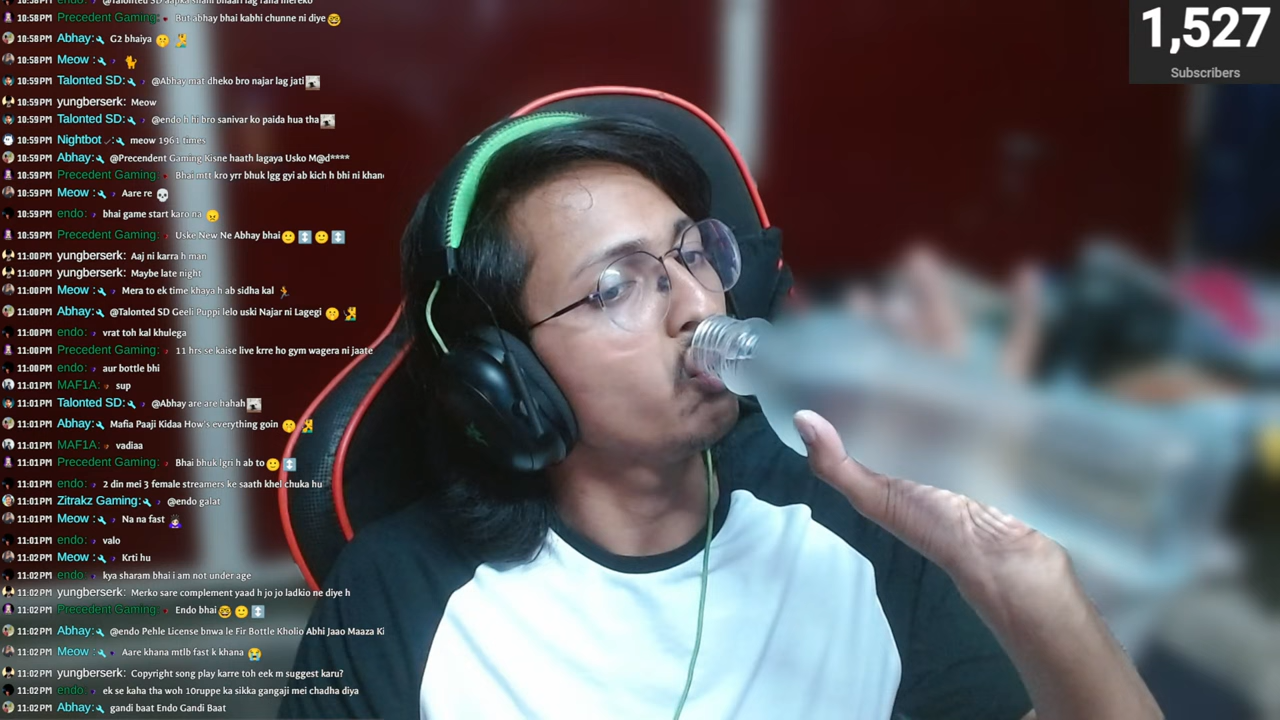 10:58PM endo: @Talonted SD aapka shani bhaari lag raha mereko
10:58PM Precedent Gaming: But abhay bhai kabhi chunne ni diye 🤓
10:58PM Abhay: G2 bhaiya
10:58PM Meow : 🐈
10:59PM Talonted SD: @Abhay mat dheko bro najar lag jati
10:59PM yungberserk: Meow
10:59PM Talonted SD: @endo h hi bro sanivar ko paida hua tha
10:59PM Nightbot : meow 1961 times
10:59PM Abhay: @Precendent Gaming Kisne haath lagaya Usko M@d****
10:59PM Precedent Gaming: Bhai mtt kro yrr bhuk lgg gyi ab kich h bhi ni khane
10:59PM Meow : Aare re 💀
10:59PM endo: bhai game start karo na 😠
10:59PM Precedent Gaming: Uske New Ne Abhay bhai🙂 ↕️ 🙂 ↕️
11:00PM yungberserk: Aaj ni karra h man
11:00PM yungberserk: Maybe late night
11:00PM Meow : Mera to ek time khaya h ab sidha kal 🏃
11:00PM Abhay: @Talonted SD Geeli Puppi lelo uski Najar ni Lagegi
11:00PM endo: vrat toh kal khulega
11:00PM Precedent Gaming: 11 hrs se kaise live krre ho gym wagera ni jaate
11:00PM endo: aur bottle bhi
11:01PM MAF1A: sup
11:01PM Talonted SD: @Abhay are are hahah
11:01PM Abhay: Mafia Paaji Kidaa How's everything goin
11:01PM MAF1A: vadiaa
11:01PM Precedent Gaming: Bhai bhuk lgri h ab to🙂 ↕️
11:01PM endo: 2 din mei 3 female streamers ke saath khel chuka hu
11:01PM Zitrakz Gaming: @endo galat
11:01PM Meow : Na na fast
11:01PM endo: valo
11:02PM Meow : Krti hu
11:02PM endo: kya sharam bhai i am not under age
11:02PM yungberserk: Merko sare complement yaad h jo jo ladkio ne diye h
11:02PM Precedent Gaming: Endo bhai🤓 🙂 ↕️
11:02PM Abhay: @endo Pehle License bnwa le Fir Bottle Kholio Abhi Jaao Maaza Ki
11:02PM Meow : Aare khana mtlb fast k khana 😭
11:02PM yungberserk: Copyright song play karre toh eek m suggest karu?
11:02PM endo: ek se kaha tha woh 10ruppe ka sikka gangaji mei chadha diya
11:02PM Abhay: gandi baat Endo Gandi Baat
1,527
Subscribers